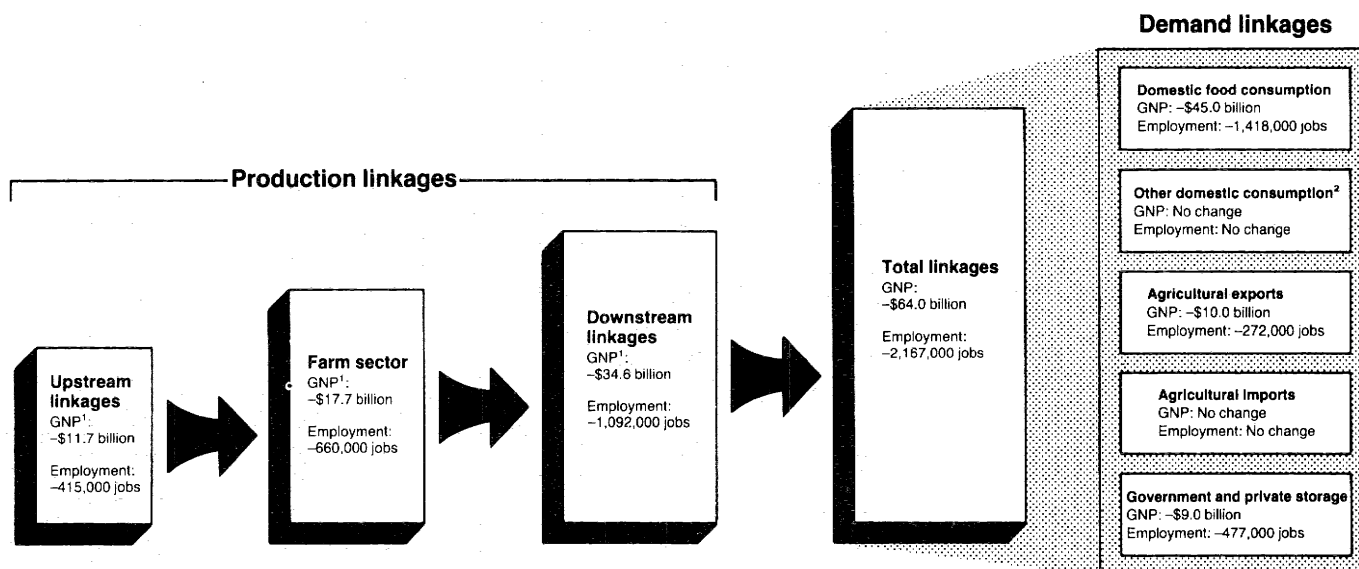 Production linkages
Upstream
linkages
GNP¹:
–$11.7 billion
Employment:
–415,000 jobs
Farm sector
GNP¹:
–$17.7 billion
Employment:
–660,000 jobs
Downstream
linkages
GNP¹:
–$34.6 billion
Employment:
–1,092,000 jobs
Total linkages
GNP:
–$64.0 billion
Employment:
–2,167,000 jobs
Demand linkages
Domestic food consumption
GNP: –$45.0 billion
Employment: –1,418,000 jobs
Other domestic consumption²
GNP: No change
Employment: No change
Agricultural exports
GNP: –$10.0 billion
Employment: –272,000 jobs
Agricultural imports
GNP: No change
Employment: No change
Government and private storage
GNP: –$9.0 billion
Employment: –477,000 jobs